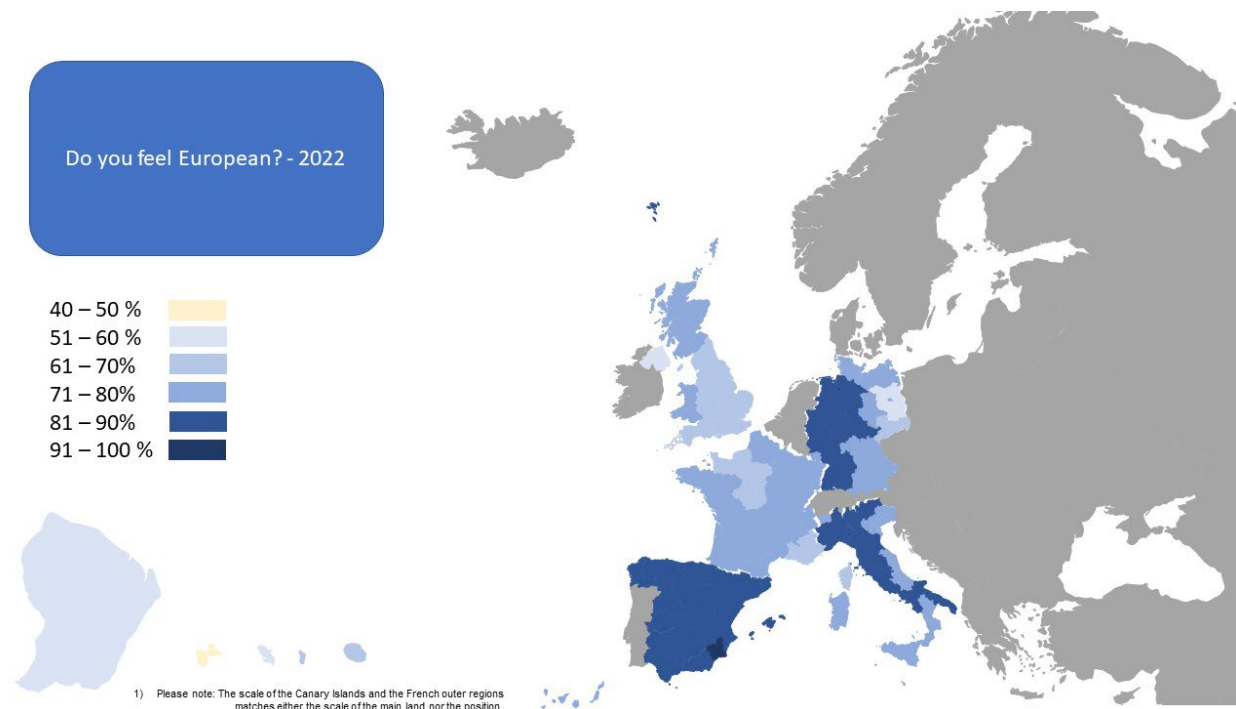 Do you feel European? - 2022
40 – 50 %
51 – 60 %
61 – 70%
71 – 80%
81 – 90%
91 – 100 %
1) Please note: The scale of the Canary Islands and the French outer regions
matches either the scale of the main land nor the position.